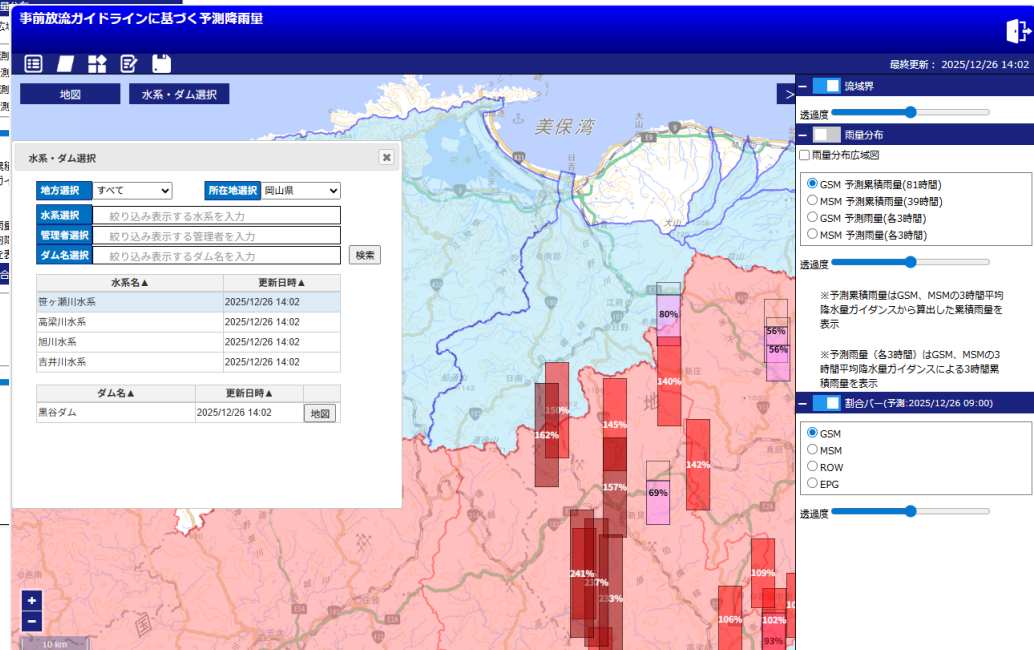 事前放流ガイドラインに基づく予測降雨量
最終更新： 2025/12/26 14:02
地図
水系・ダム選択
水系・ダム選択
地方選択
すべて
所在地選択
岡山県
水系選択
絞り込み表示する水系を入力
管理者選択
絞り込み表示する管理者を入力
ダム名選択
絞り込み表示するダム名を入力
検索
水系名▲ 更新日時▲
笹ヶ瀬川水系 2025/12/26 14:02
高梁川水系 2025/12/26 14:02
旭川水系 2025/12/26 14:02
吉井川水系 2025/12/26 14:02
ダム名▲ 更新日時▲
黒谷ダム 2025/12/26 14:02 地図
美保湾
大山
80%
56%
56%
140%
150%
162%
145%
142%
157%
69%
241%
109%
106%
102%
93%
+
−
10 km
流域界
透過度
雨量分布
雨量分布広域図
GSM 予測累積雨量(81時間)
MSM 予測累積雨量(39時間)
GSM 予測雨量(各3時間)
MSM 予測雨量(各3時間)
透過度
※予測累積雨量はGSM、MSMの3時間平均
降水量ガイダンスから算出した累積雨量を
表示
※予測雨量（各3時間）はGSM、MSMの3
時間平均降水量ガイダンスによる3時間累
積雨量を表示
割合バー(予測:2025/12/26 09:00)
GSM
MSM
ROW
EPG
透過度